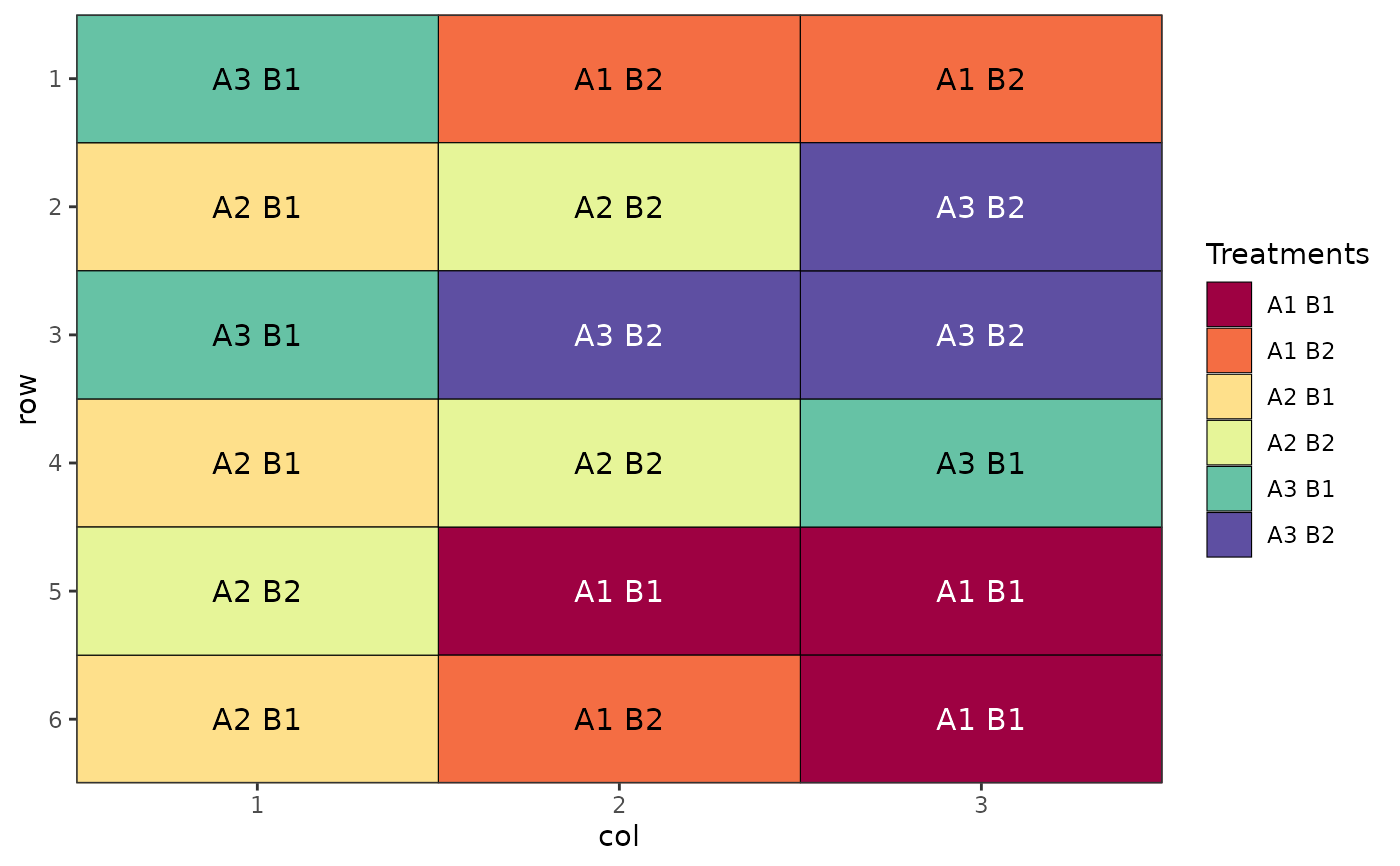 1 A3 B1 A1 B2 A1 B2
2 A2 B1 A2 B2 A3 B2
3 A3 B1 A3 B2 A3 B2
4 A2 B1 A2 B2 A3 B1
5 A2 B2 A1 B1 A1 B1
6 A2 B1 A1 B2 A1 B1
1 2 3
col
row
Treatments
A1 B1
A1 B2
A2 B1
A2 B2
A3 B1
A3 B2